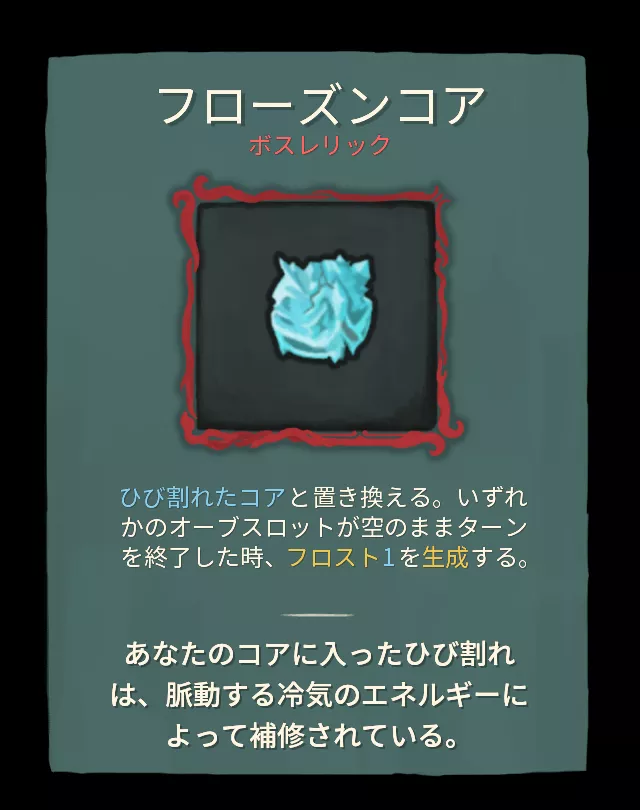 フローズンコア
ボスレリック
ひび割れたコアと置き換える。いずれ
かのオーブスロットが空のままターン
を終了した時、フロスト1を生成する。
あなたのコアに入ったひび割れ
は、脈動する冷気のエネルギーに
よって補修されている。